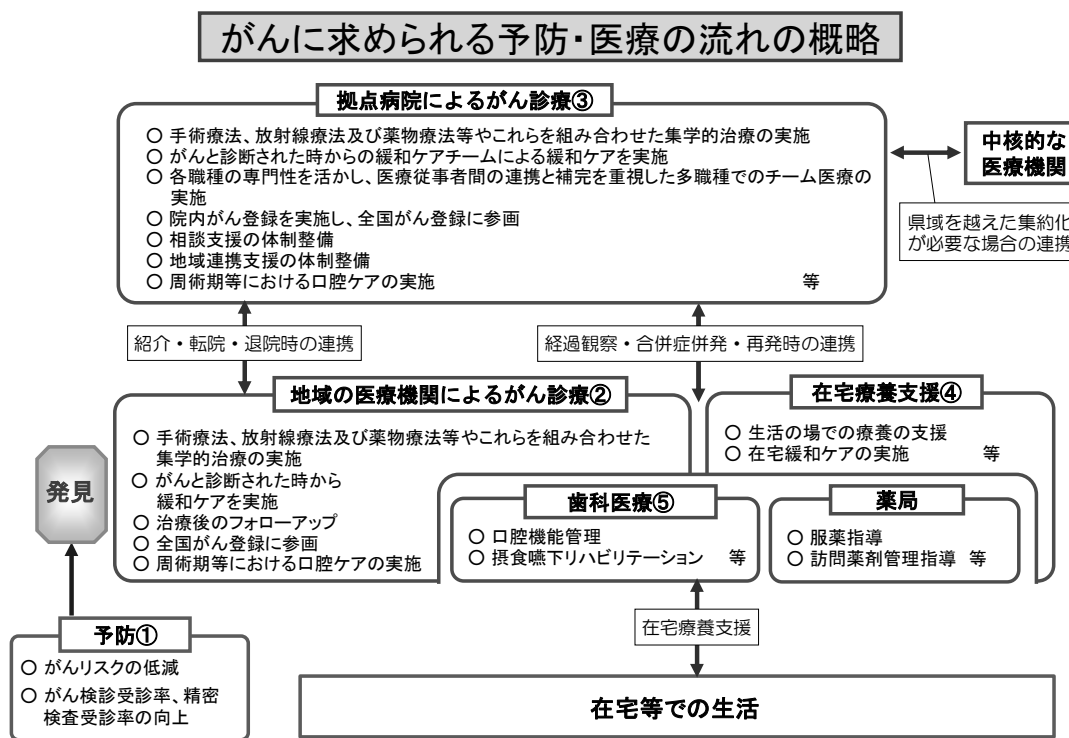 がんに求められる予防・医療の流れの概略
拠点病院によるがん診療③
○ 手術療法、放射線療法及び薬物療法等やこれらを組み合わせた集学的治療の実施
○ がんと診断された時からの緩和ケアチームによる緩和ケアを実施
○ 各職種の専門性を活かし、医療従事者間の連携と補完を重視した多職種でのチーム医療の
実施
○ 院内がん登録を実施し、全国がん登録に参画
○ 相談支援の体制整備
○ 地域連携支援の体制整備
○ 周術期等における口腔ケアの実施 等
中核的な
医療機関
県域を越えた集約化
が必要な場合の連携
紹介・転院・退院時の連携
経過観察・合併症併発・再発時の連携
地域の医療機関によるがん診療②
○ 手術療法、放射線療法及び薬物療法等やこれらを組み合わせた
集学的治療の実施
○ がんと診断された時から
緩和ケアを実施
○ 治療後のフォローアップ
○ 全国がん登録に参画
○ 周術期等における口腔ケアの実施
在宅療養支援④
○ 生活の場での療養の支援
○ 在宅緩和ケアの実施 等
歯科医療⑤
○ 口腔機能管理
○ 摂食嚥下リハビリテーション 等
薬局
○ 服薬指導
○ 訪問薬剤管理指導 等
発見
予防①
○ がんリスクの低減
○ がん検診受診率、精密
検査受診率の向上
在宅療養支援
在宅等での生活